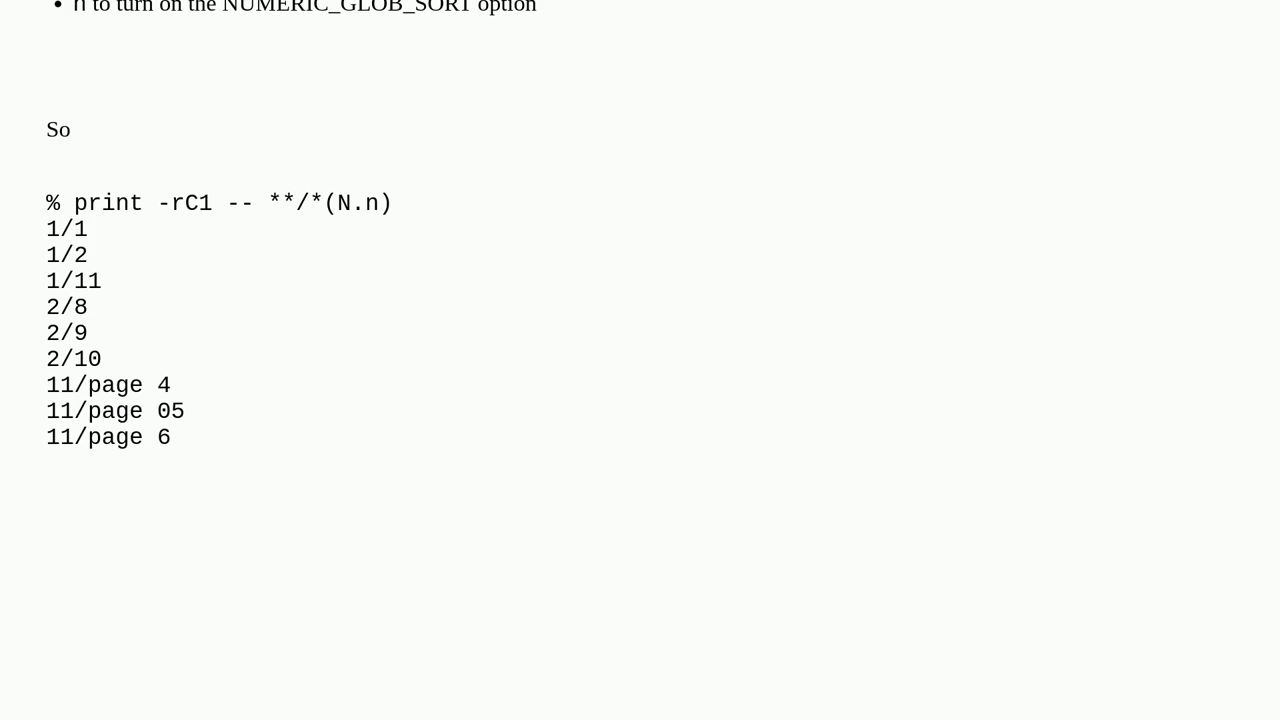 • n to turn on the NUMERIC_GLOB_SORT option
So
% print -rC1 -- **/*(N.n)
1/1
1/2
1/11
2/8
2/9
2/10
11/page 4
11/page 05
11/page 6